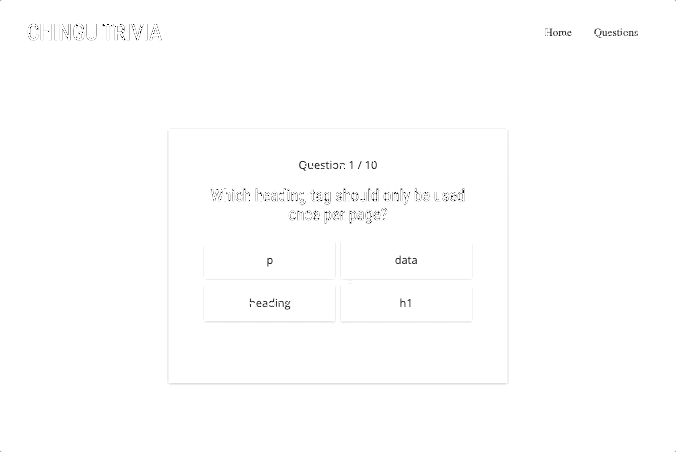 CHINGU TRIVIA
Home
Questions
Question 1 / 10
Which heading tag should only be used
once per page?
p
data
heading
h1